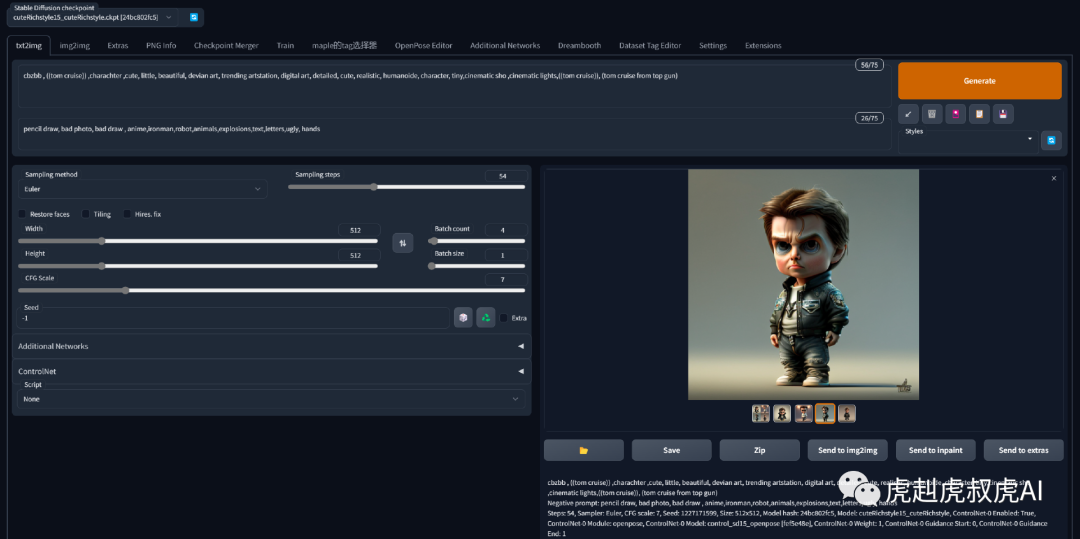 Stable Diffusion checkpoint
cuteRichstyle15_cuteRichstyle.ckpt [24bc802fc5]
txt2img img2img Extras PNG Info Checkpoint Merger Train maple的tag选择器 OpenPose Editor Additional Networks Dreambooth Dataset Tag Editor Settings Extensions
56/75
cbzbb , ((tom cruise)) ,charachter ,cute, little, beautiful, devian art, trending artstation, digital art, detailed, cute, realistic, humanoide, character, tiny,cinematic sho ,cinematic lights,((tom cruise)), (tom cruise from top gun)
Generate
26/75
pencil draw, bad photo, bad draw , anime,ironman,robot,animals,explosions,text,letters,ugly, hands
Styles
Sampling method
Euler
Sampling steps
54
Restore faces Tiling Hires. fix
Width
512
Height
512
Batch count
4
Batch size
1
CFG Scale
7
Seed
-1
Extra
Additional Networks
ControlNet
Script
None
Save Zip Send to img2img Send to inpaint Send to extras
cbzbb , ((tom cruise)) ,charachter ,cute, little, beautiful, devian art, trending artstation, digital art,
,cinematic lights,((tom cruise)), (tom cruise from top gun)
Negative prompt: pencil draw, bad photo, bad draw , anime,ironman,robot,animals,explosions,text,letters,ugly, hands
Steps: 54, Sampler: Euler, CFG scale: 7, Seed: 1227171599, Size: 512x512, Model hash: 24bc802fc5, Model: cuteRichstyle15_cuteRichstyle, ControlNet-0 Enabled: True,
ControlNet-0 Module: openpose, ControlNet-0 Model: control_sd15_openpose [fef5e48e], ControlNet-0 Weight: 1, ControlNet-0 Guidance Start: 0, ControlNet-0 Guidance
End: 1
虎赳虎叔虎AI